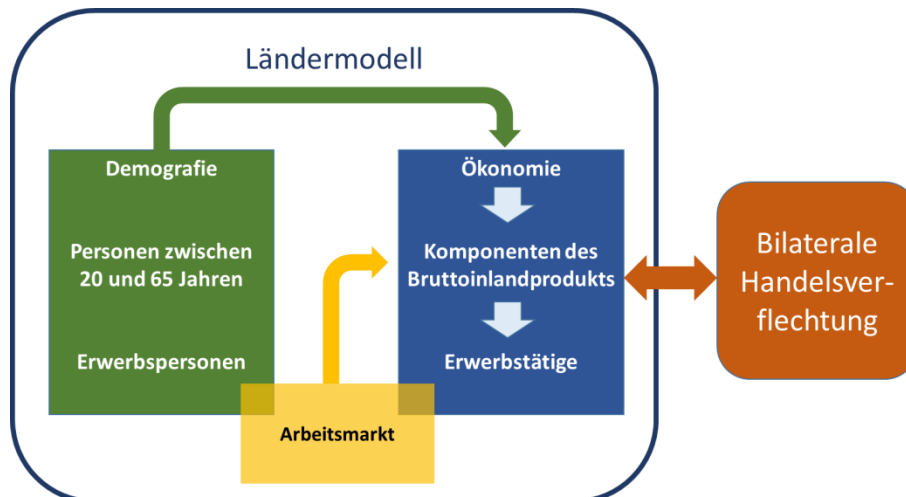 Ländermodell
Demografie
Personen zwischen
20 und 65 Jahren
Erwerbspersonen
Arbeitsmarkt
Ökonomie
Komponenten des
Bruttoinlandprodukts
Erwerbstätige
Bilaterale
Handelsver-
flechtung